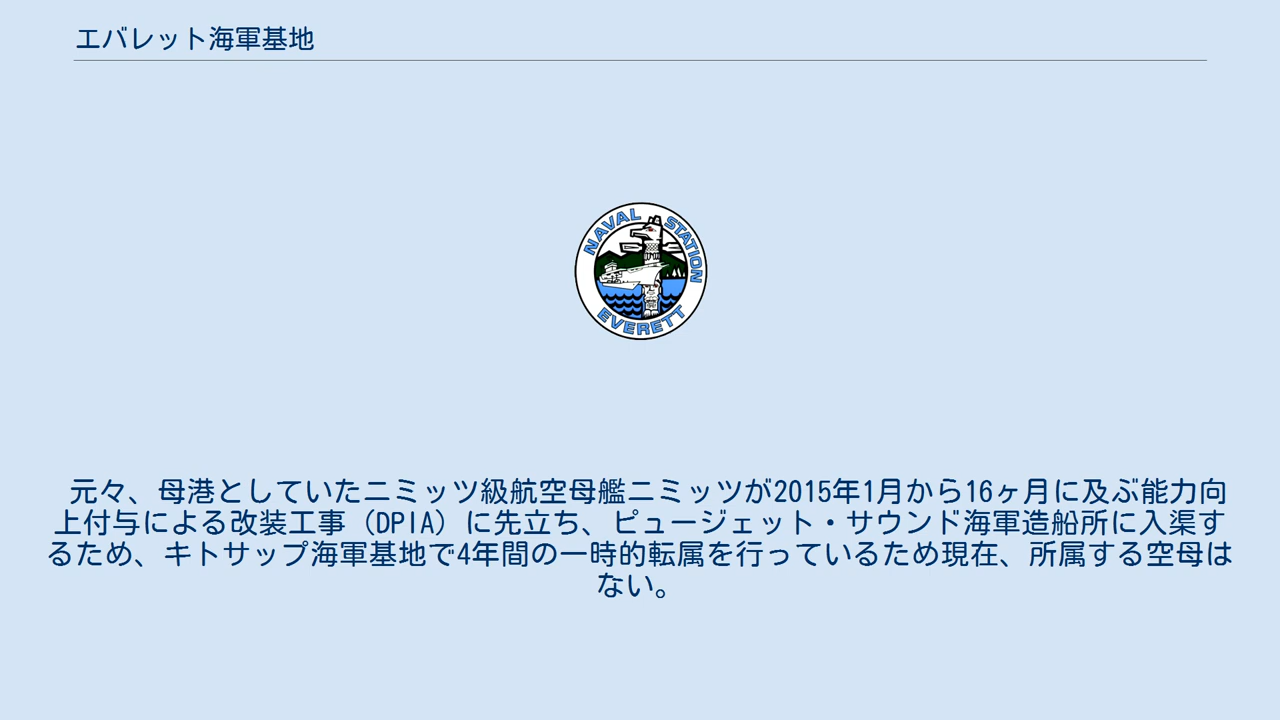 エバレット海軍基地
NAVAL STATION
EVERETT
元々、母港としていたニミッツ級航空母艦ニミッツが2015年1月から16ヶ月に及ぶ能力向
上付与による改装工事（DPIA）に先立ち、ピュージェット・サウンド海軍造船所に入渠す
るため、キトサップ海軍基地で4年間の一時的転属を行っているため現在、所属する空母は
ない。